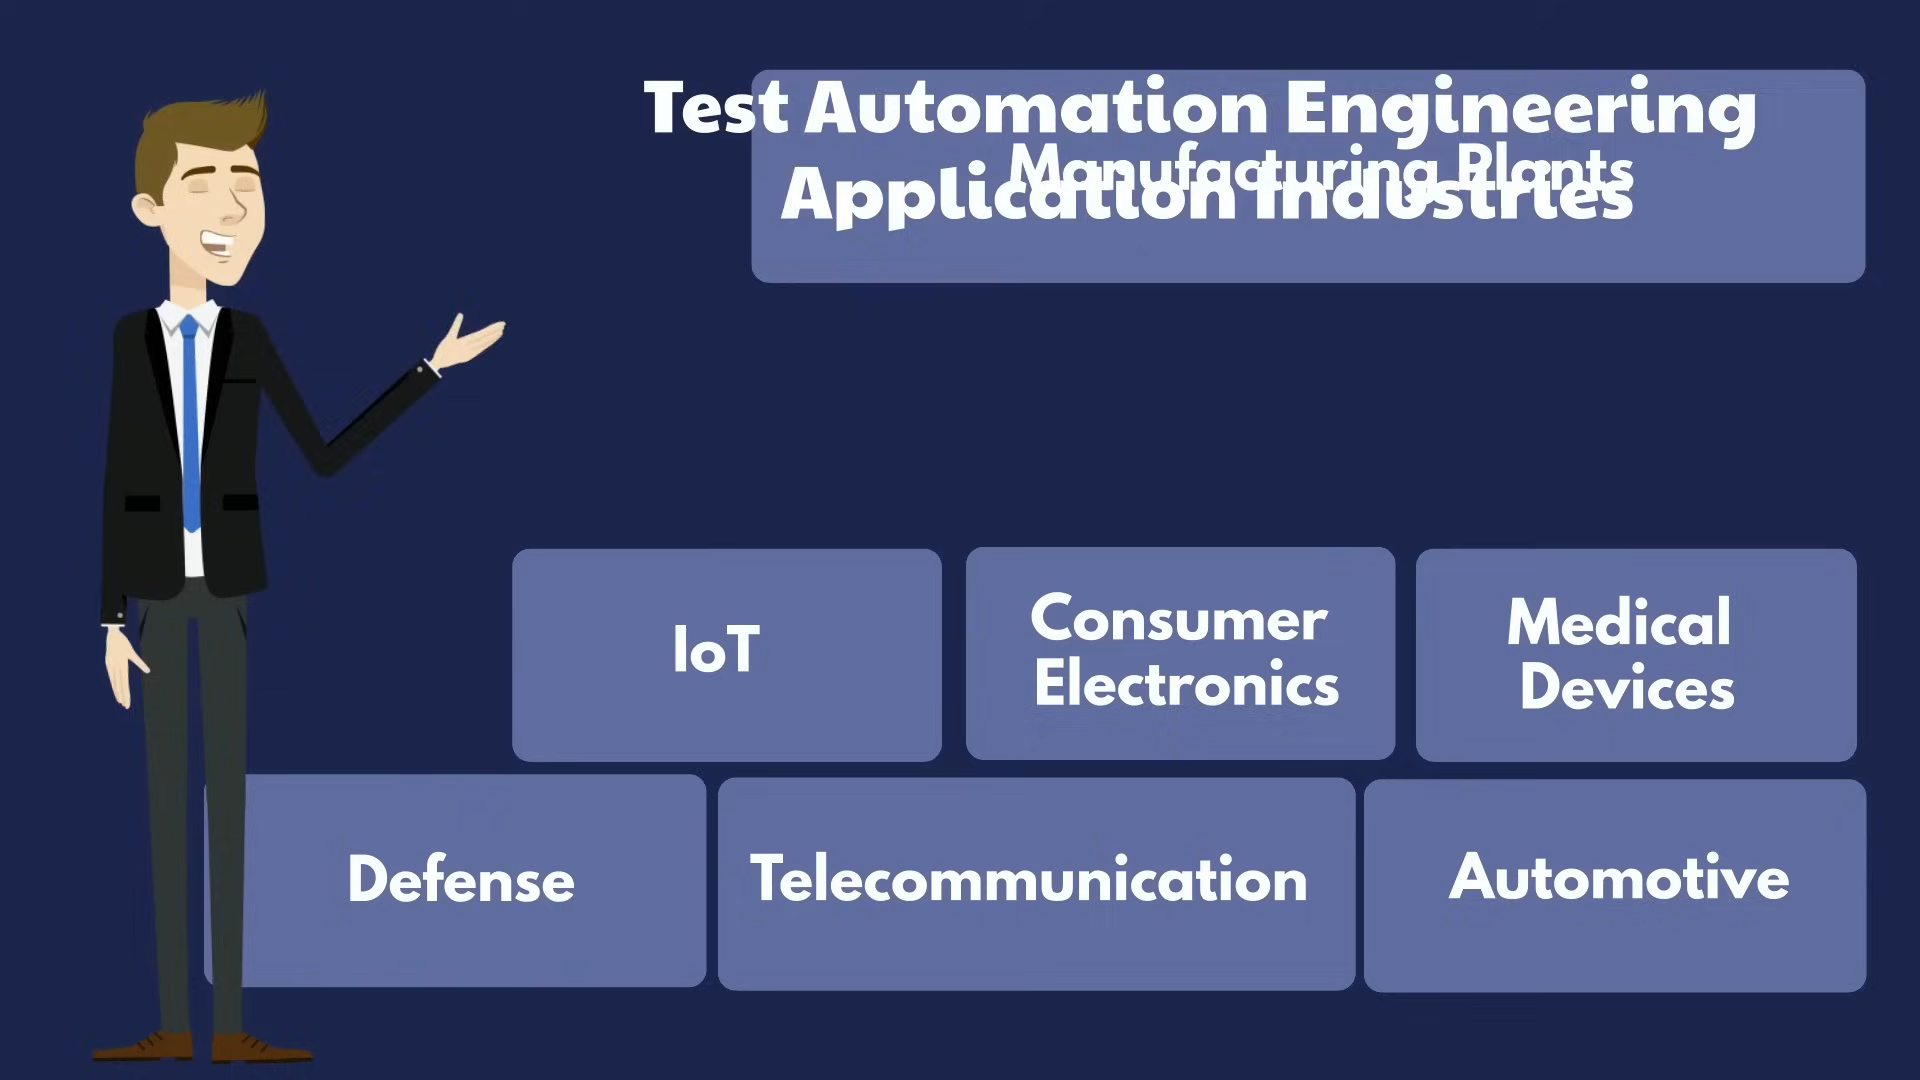 Test Automation Engineering
Manufacturing Plants
Application Industries
IoT
Consumer
Electronics
Medical
Devices
Defense
Telecommunication
Automotive